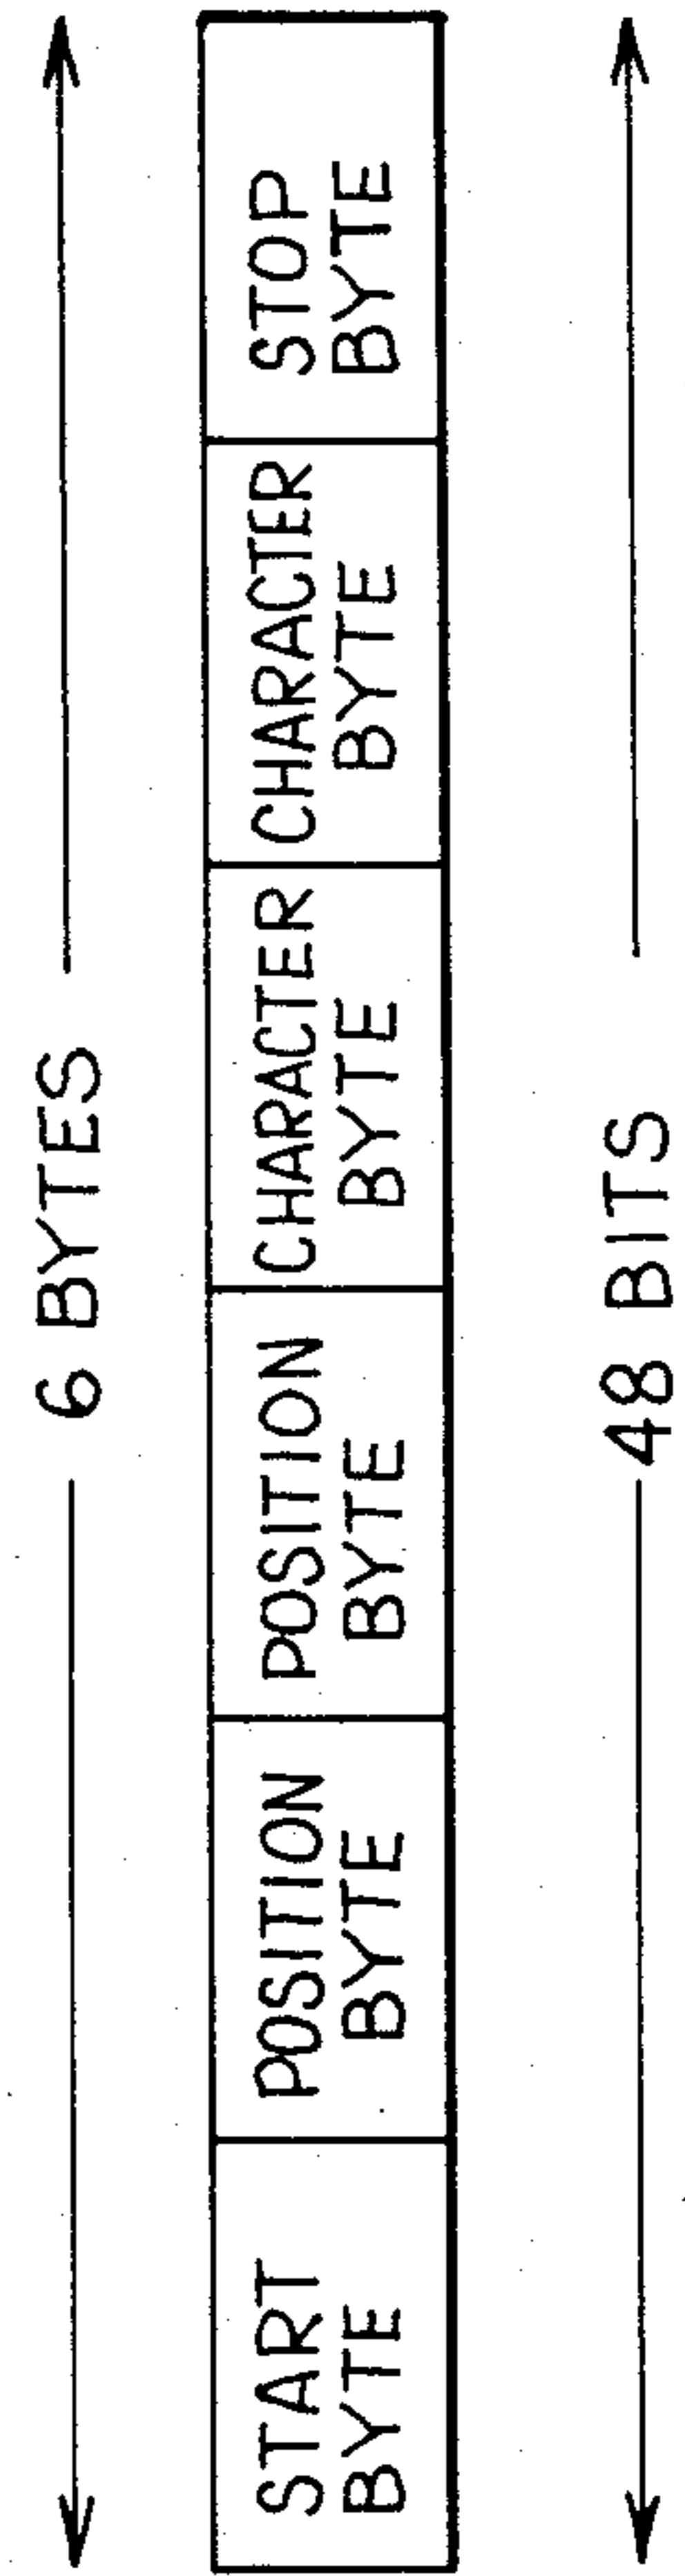 6 BYTES
START
BYTE
POSITION
BYTE
POSITION
BYTE
CHARACTER
BYTE
CHARACTER
BYTE
STOP
BYTE
48 BITS